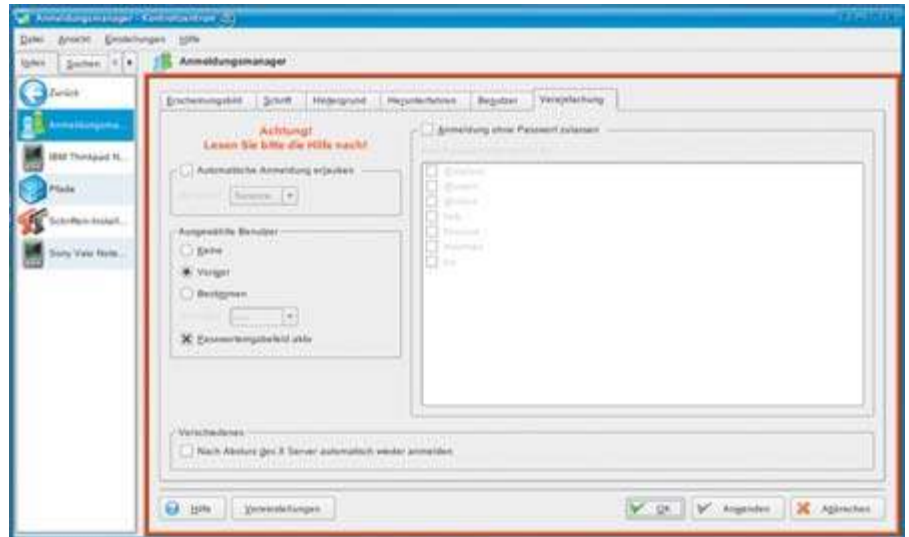 Anmeldungsmanager - Kontrollzentrum
Datei Ansicht Einstellungen Hilfe
Index Suchen
Anmeldungsmanager
Zurück
Anmeldungsma...
IBM Thinkpad N...
Pfade
Schriften-Install...
Sony Vaio Note...
Erscheinungsbild Schrift Hintergrund Herunterfahren Benutzer Vereinfachung
Achtung!
Lesen Sie bitte die Hilfe nach!
Automatische Anmeldung erlauben
Ausgewählte Benutzer
Keine
Voriger
Bestimmen
Passworteingabefeld aktiv
Anmeldung ohne Passwort zulassen
Verschiedenes
Nach Absturz des X Server automatisch wieder anmelden
Hilfe
Voreinstellungen
OK
Anwenden
Abbrechen